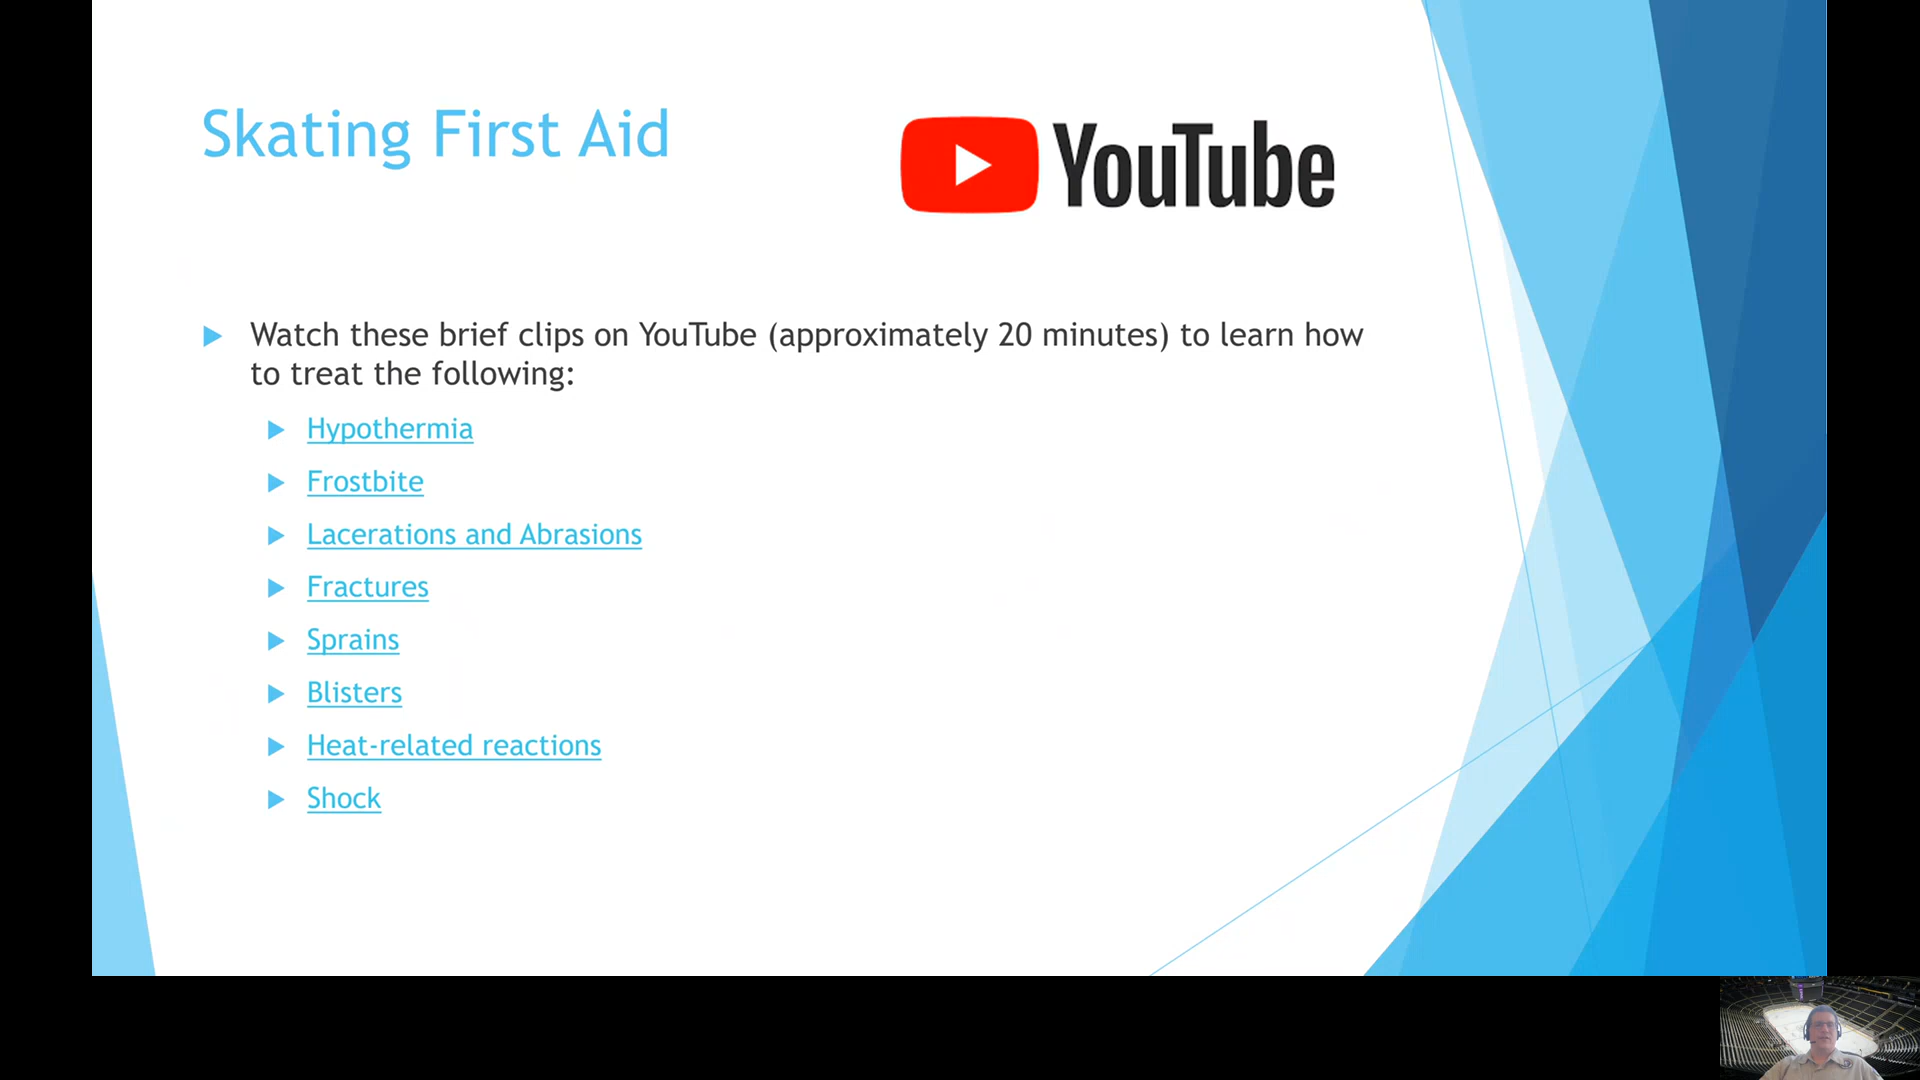 Skating First Aid
YouTube
Watch these brief clips on YouTube (approximately 20 minutes) to learn how
to treat the following:
Hypothermia
Frostbite
Lacerations and Abrasions
Fractures
Sprains
Blisters
Heat-related reactions
Shock